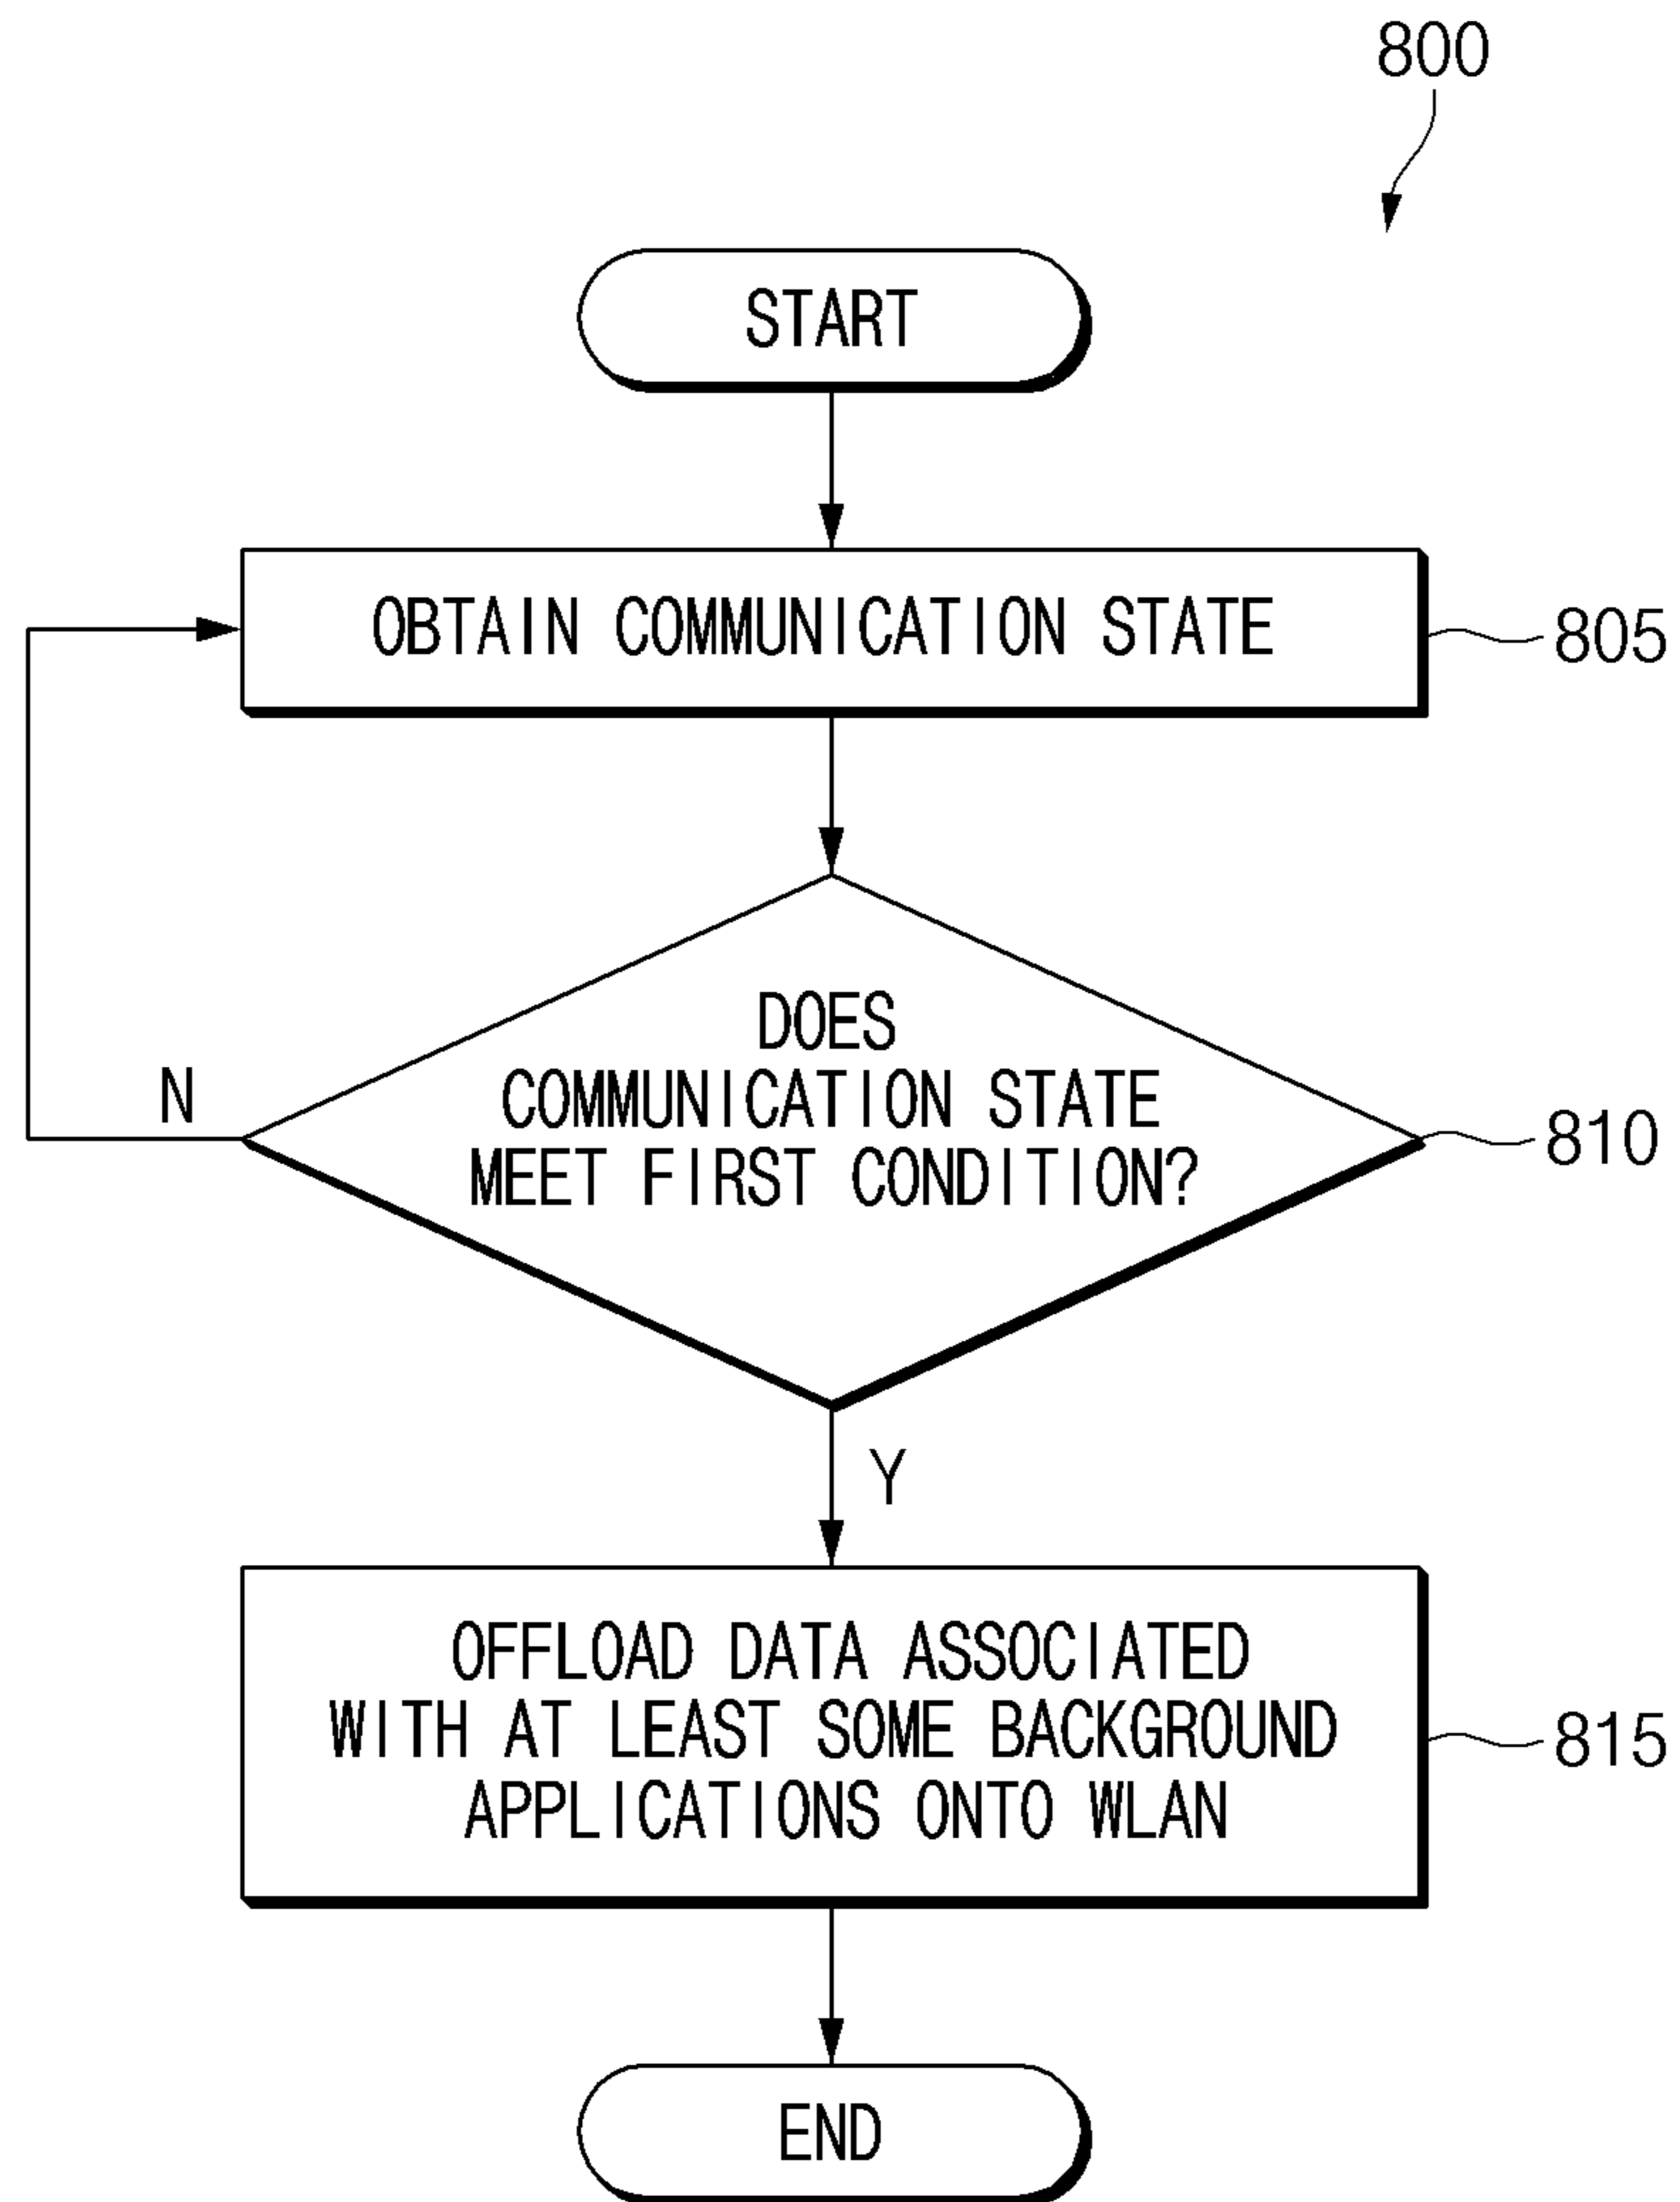 800
START
OBTAIN COMMUNICATION STATE
805
DOES
COMMUNICATION STATE
MEET FIRST CONDITION?
N
810
Y
OFFLOAD DATA ASSOCIATED
WITH AT LEAST SOME BACKGROUND
APPLICATIONS ONTO WLAN
815
END